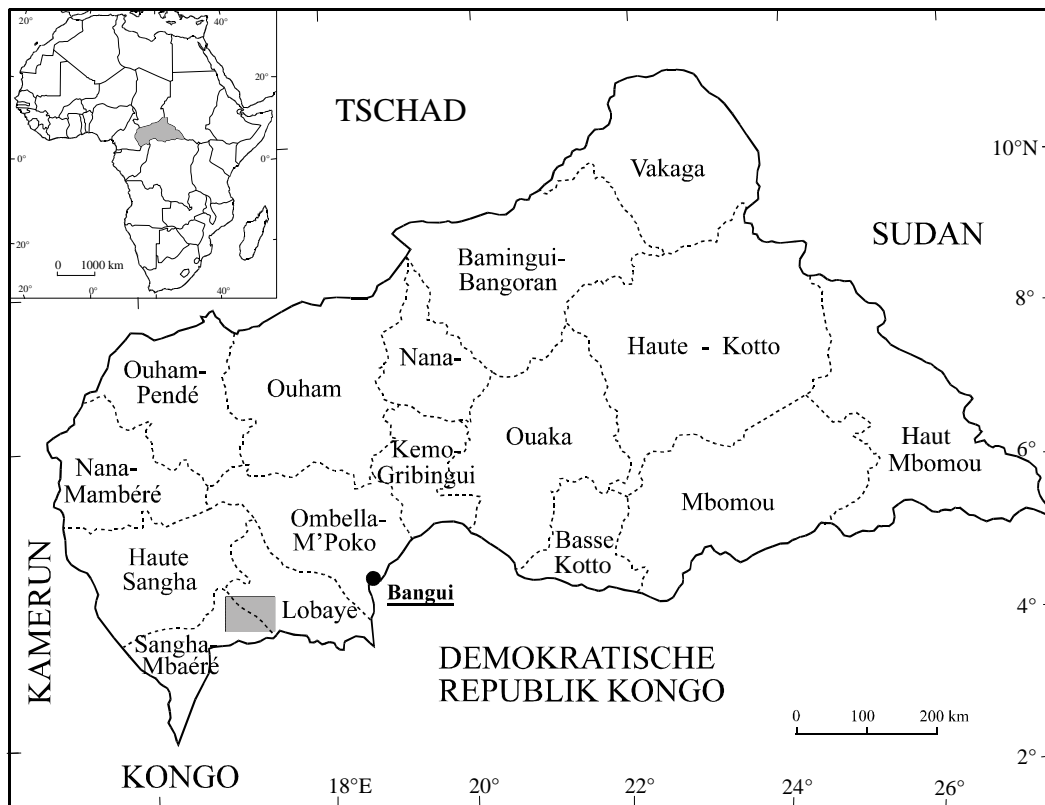 20°
40°
20°
20°
0°
0°
20°
0 1000 km
20°
0°
40°
TSCHAD
10°N
Vakaga
SUDAN
Bamingui-
Bangoran
8°
Haute - Kotto
Nana-
Ouham-
Pendé
Ouham
Ouaka
Kemo-
Gribingui
Haut
Mbomou
6°
Nana-
Mambéré
Mbomou
Ombella-
M'Poko
Basse
Kotto
Haute
Sangha
Bangui
Lobaye
4°
KAMERUN
Sangha-
Mbaéré
DEMOKRATISCHE
REPUBLIK KONGO
0 100 200 km
2°
KONGO
18°E
20°
22°
24°
26°